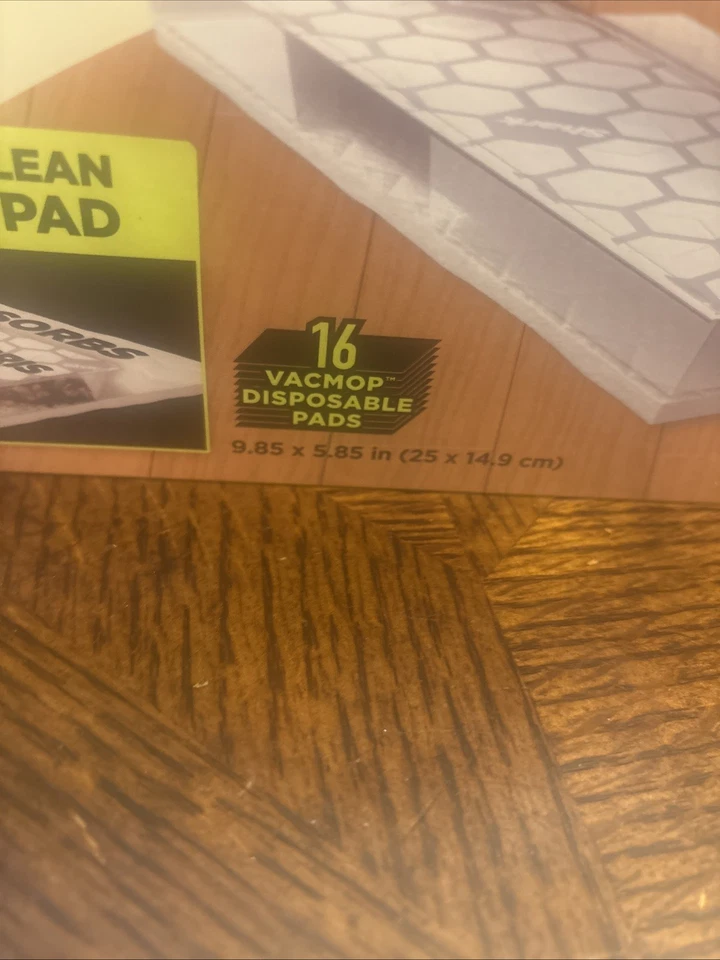 LEAN
PAD
SORBS
16
VACMOP™
DISPOSABLE
PADS
9.85 x 5.85 in (25 x 14.9 cm)